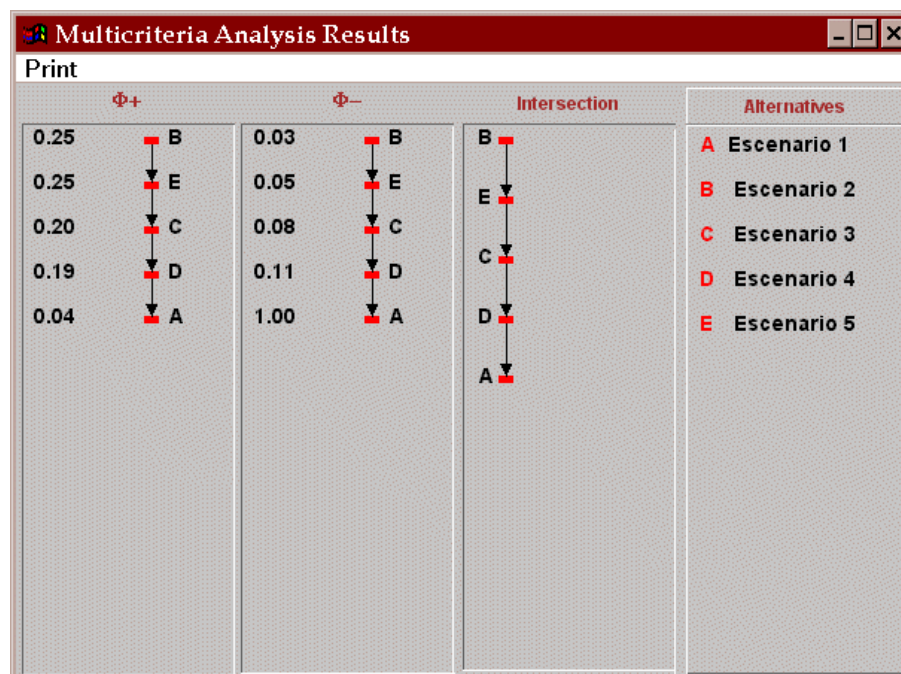 Multicriteria Analysis Results
Print
Φ+ Φ− Intersection Alternatives
0.25 B 0.03 B B A Escenario 1
0.25 E 0.05 E E B Escenario 2
0.20 C 0.08 C C C Escenario 3
0.19 D 0.11 D D D Escenario 4
0.04 A 1.00 A A E Escenario 5